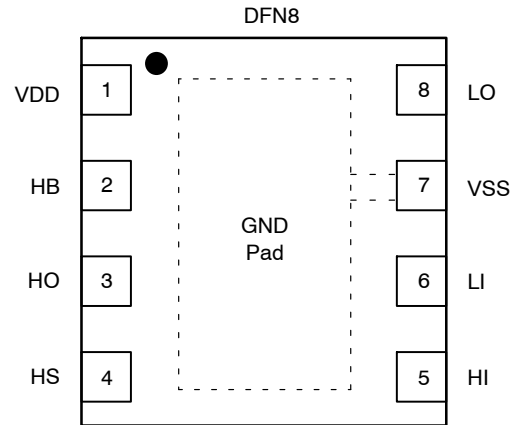 DFN8
VDD 1 8 LO
HB 2 7 VSS
GND
Pad
HO 3 6 LI
HS 4 5 HI